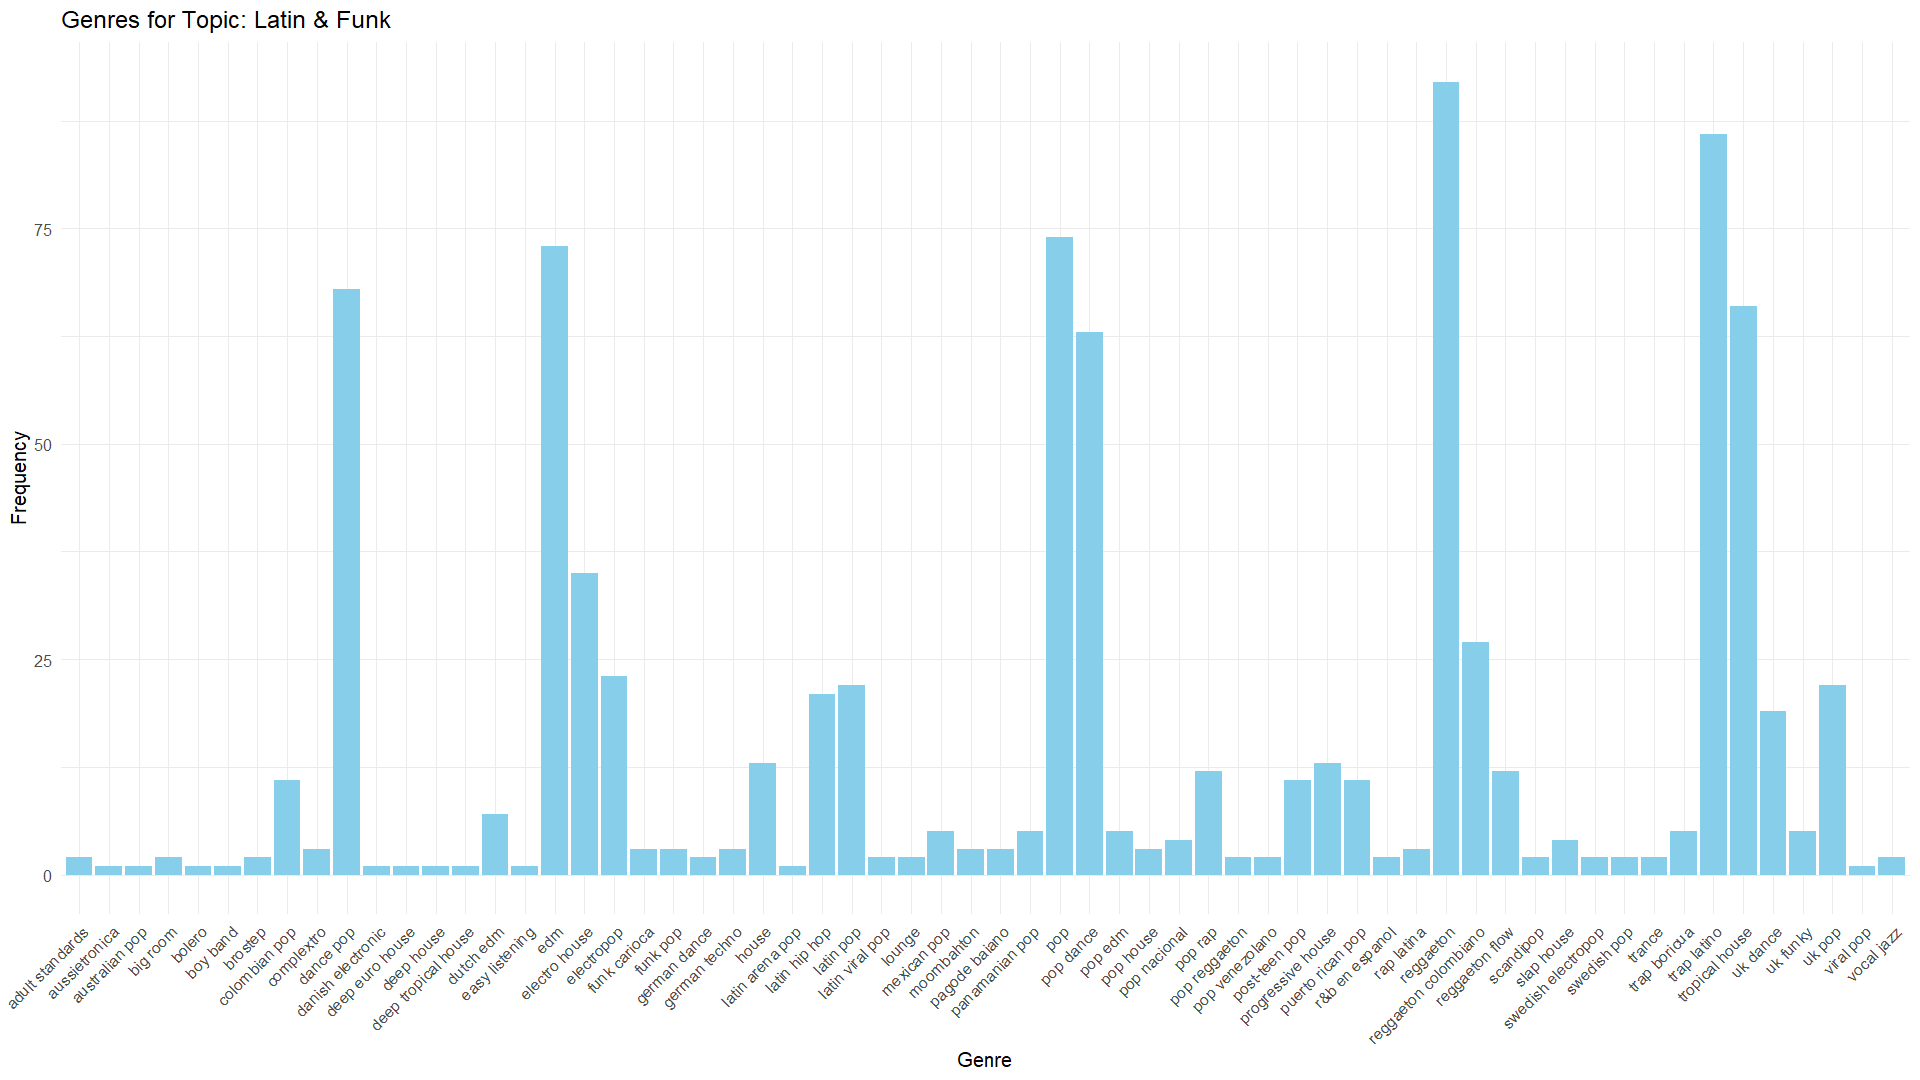 Genres for Topic: Latin & Funk
Frequency
75
50
25
0
adult standards
aussietronica
australian pop
big room
bolero
boy band
brostep
colombian pop
complextro
dance pop
danish electronic
deep euro house
deep house
deep tropical house
dutch edm
easy listening
edm
electro house
electropop
funk carioca
funk pop
german dance
german techno
house
latin arena pop
latin hip hop
latin pop
latin viral pop
lounge
mexican pop
moombahton
pagode baiano
panamanian pop
pop
pop dance
pop edm
pop house
pop nacional
pop rap
pop reggaeton
pop venezolano
post-teen pop
progressive house
puerto rican pop
r&b en espanol
rap latina
reggaeton
reggaeton colombiano
reggaeton flow
scandipop
slap house
swedish electropop
swedish pop
trance
trap boricua
trap latino
tropical house
uk dance
uk funky
uk pop
viral pop
vocal jazz
Genre